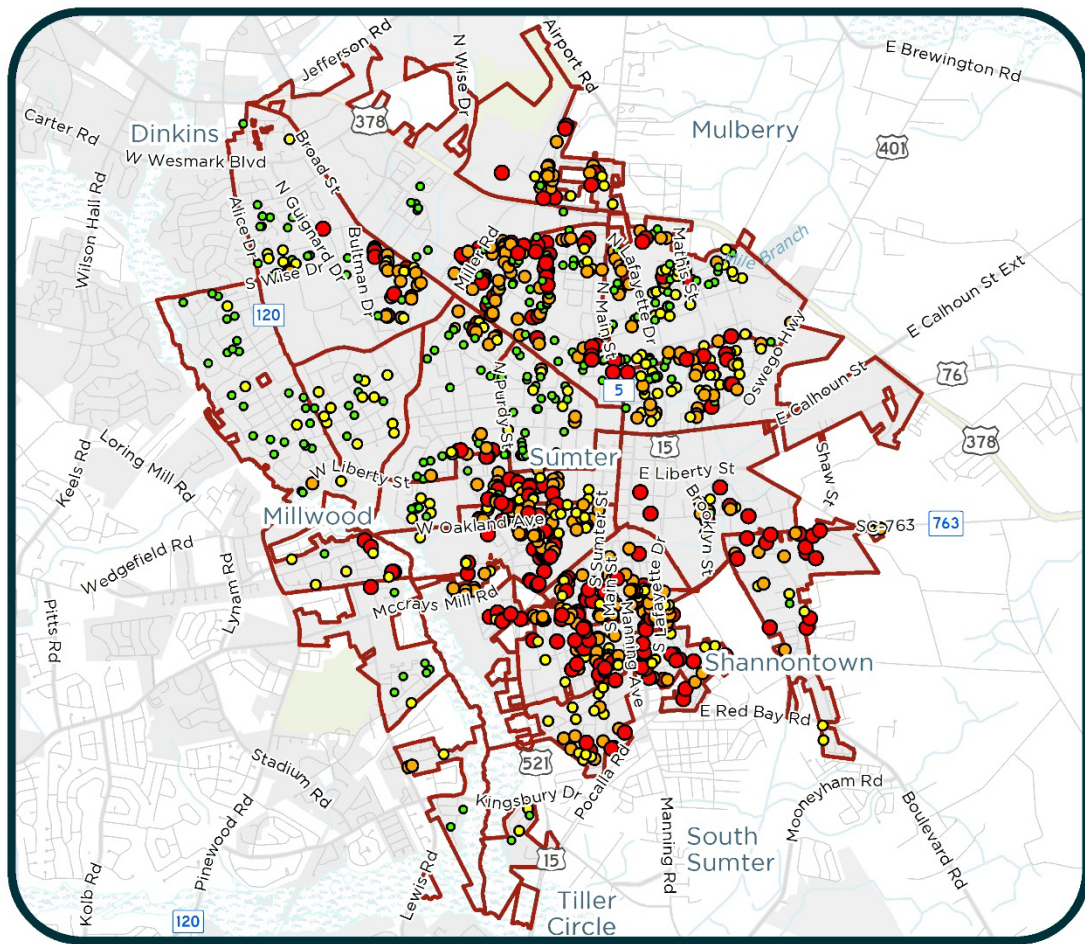 Airport Rd
Jefferson Rd
N Wise Dr
E Brewington Rd
378
Carter Rd
Dinkins
Mulberry
401
W Wesmark Blvd
Broad St
Wilson Hall Rd
Alice Dr
N Guignard Dr
Bultman Dr
Miller Rd
N Lafayette Dr
Mathis St
Mile Branch
S Wise Dr
N Main St
E Calhoun St Ext
120
Oswego Hwy
N Purdy St
5
E Calhoun St
76
15
378
Keels Rd
Loring Mill Rd
W Liberty St
Sumter
E Liberty St
Shaw St
Millwood
W Oakland Ave
S Sumter St
Brooklyn St
SC-763
763
Wedgefield Rd
Lynam Rd
Mccrays Mill Rd
S Main St
S Lafayette Dr
Pitts Rd
Manning Ave
Shannontown
E Red Bay Rd
521
Stadium Rd
Pocalla Rd
Kingsbury Dr
Pinewood Rd
Mooneyham Rd
Manning Rd
South
Sumter
Boulevard Rd
15
Kolb Rd
Lewis Rd
120
Tiller
Circle